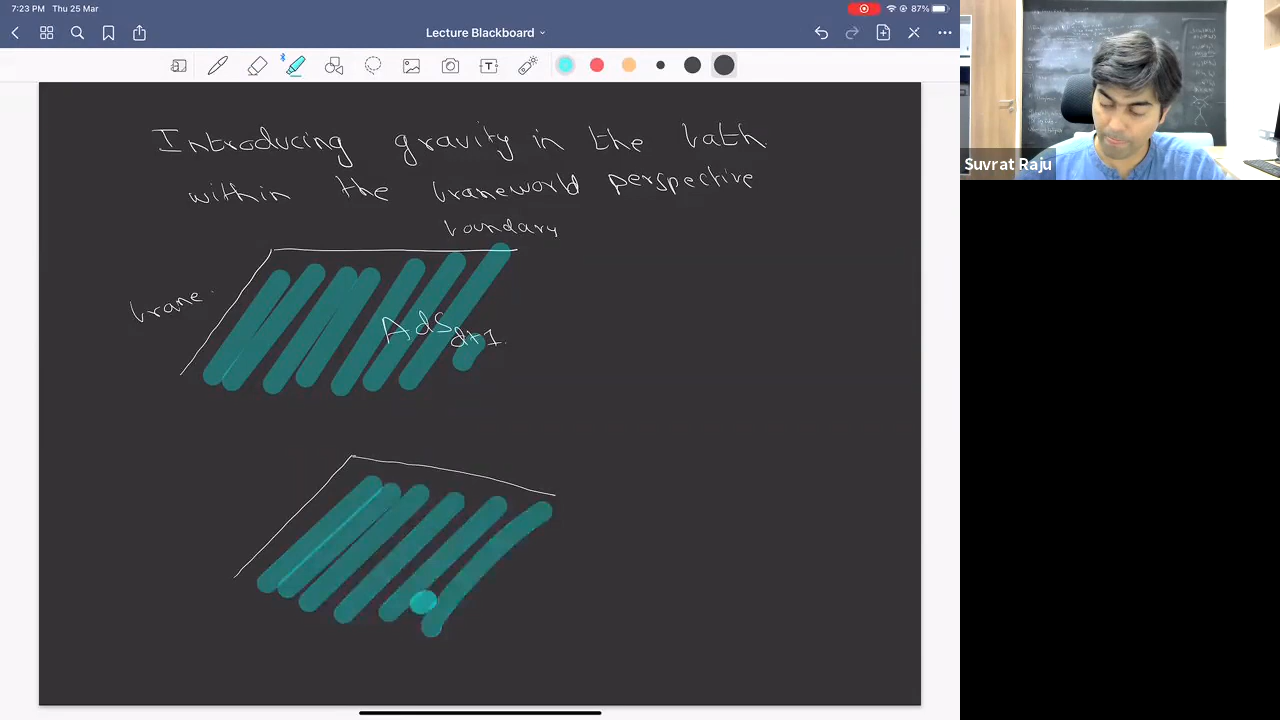 7:23 PM Thu 25 Mar
87%
Lecture Blackboard
Introducing gravity in the bath
within the braneworld perspective
boundary
brane.
AdS_{d+1}.
Suvrat Raju